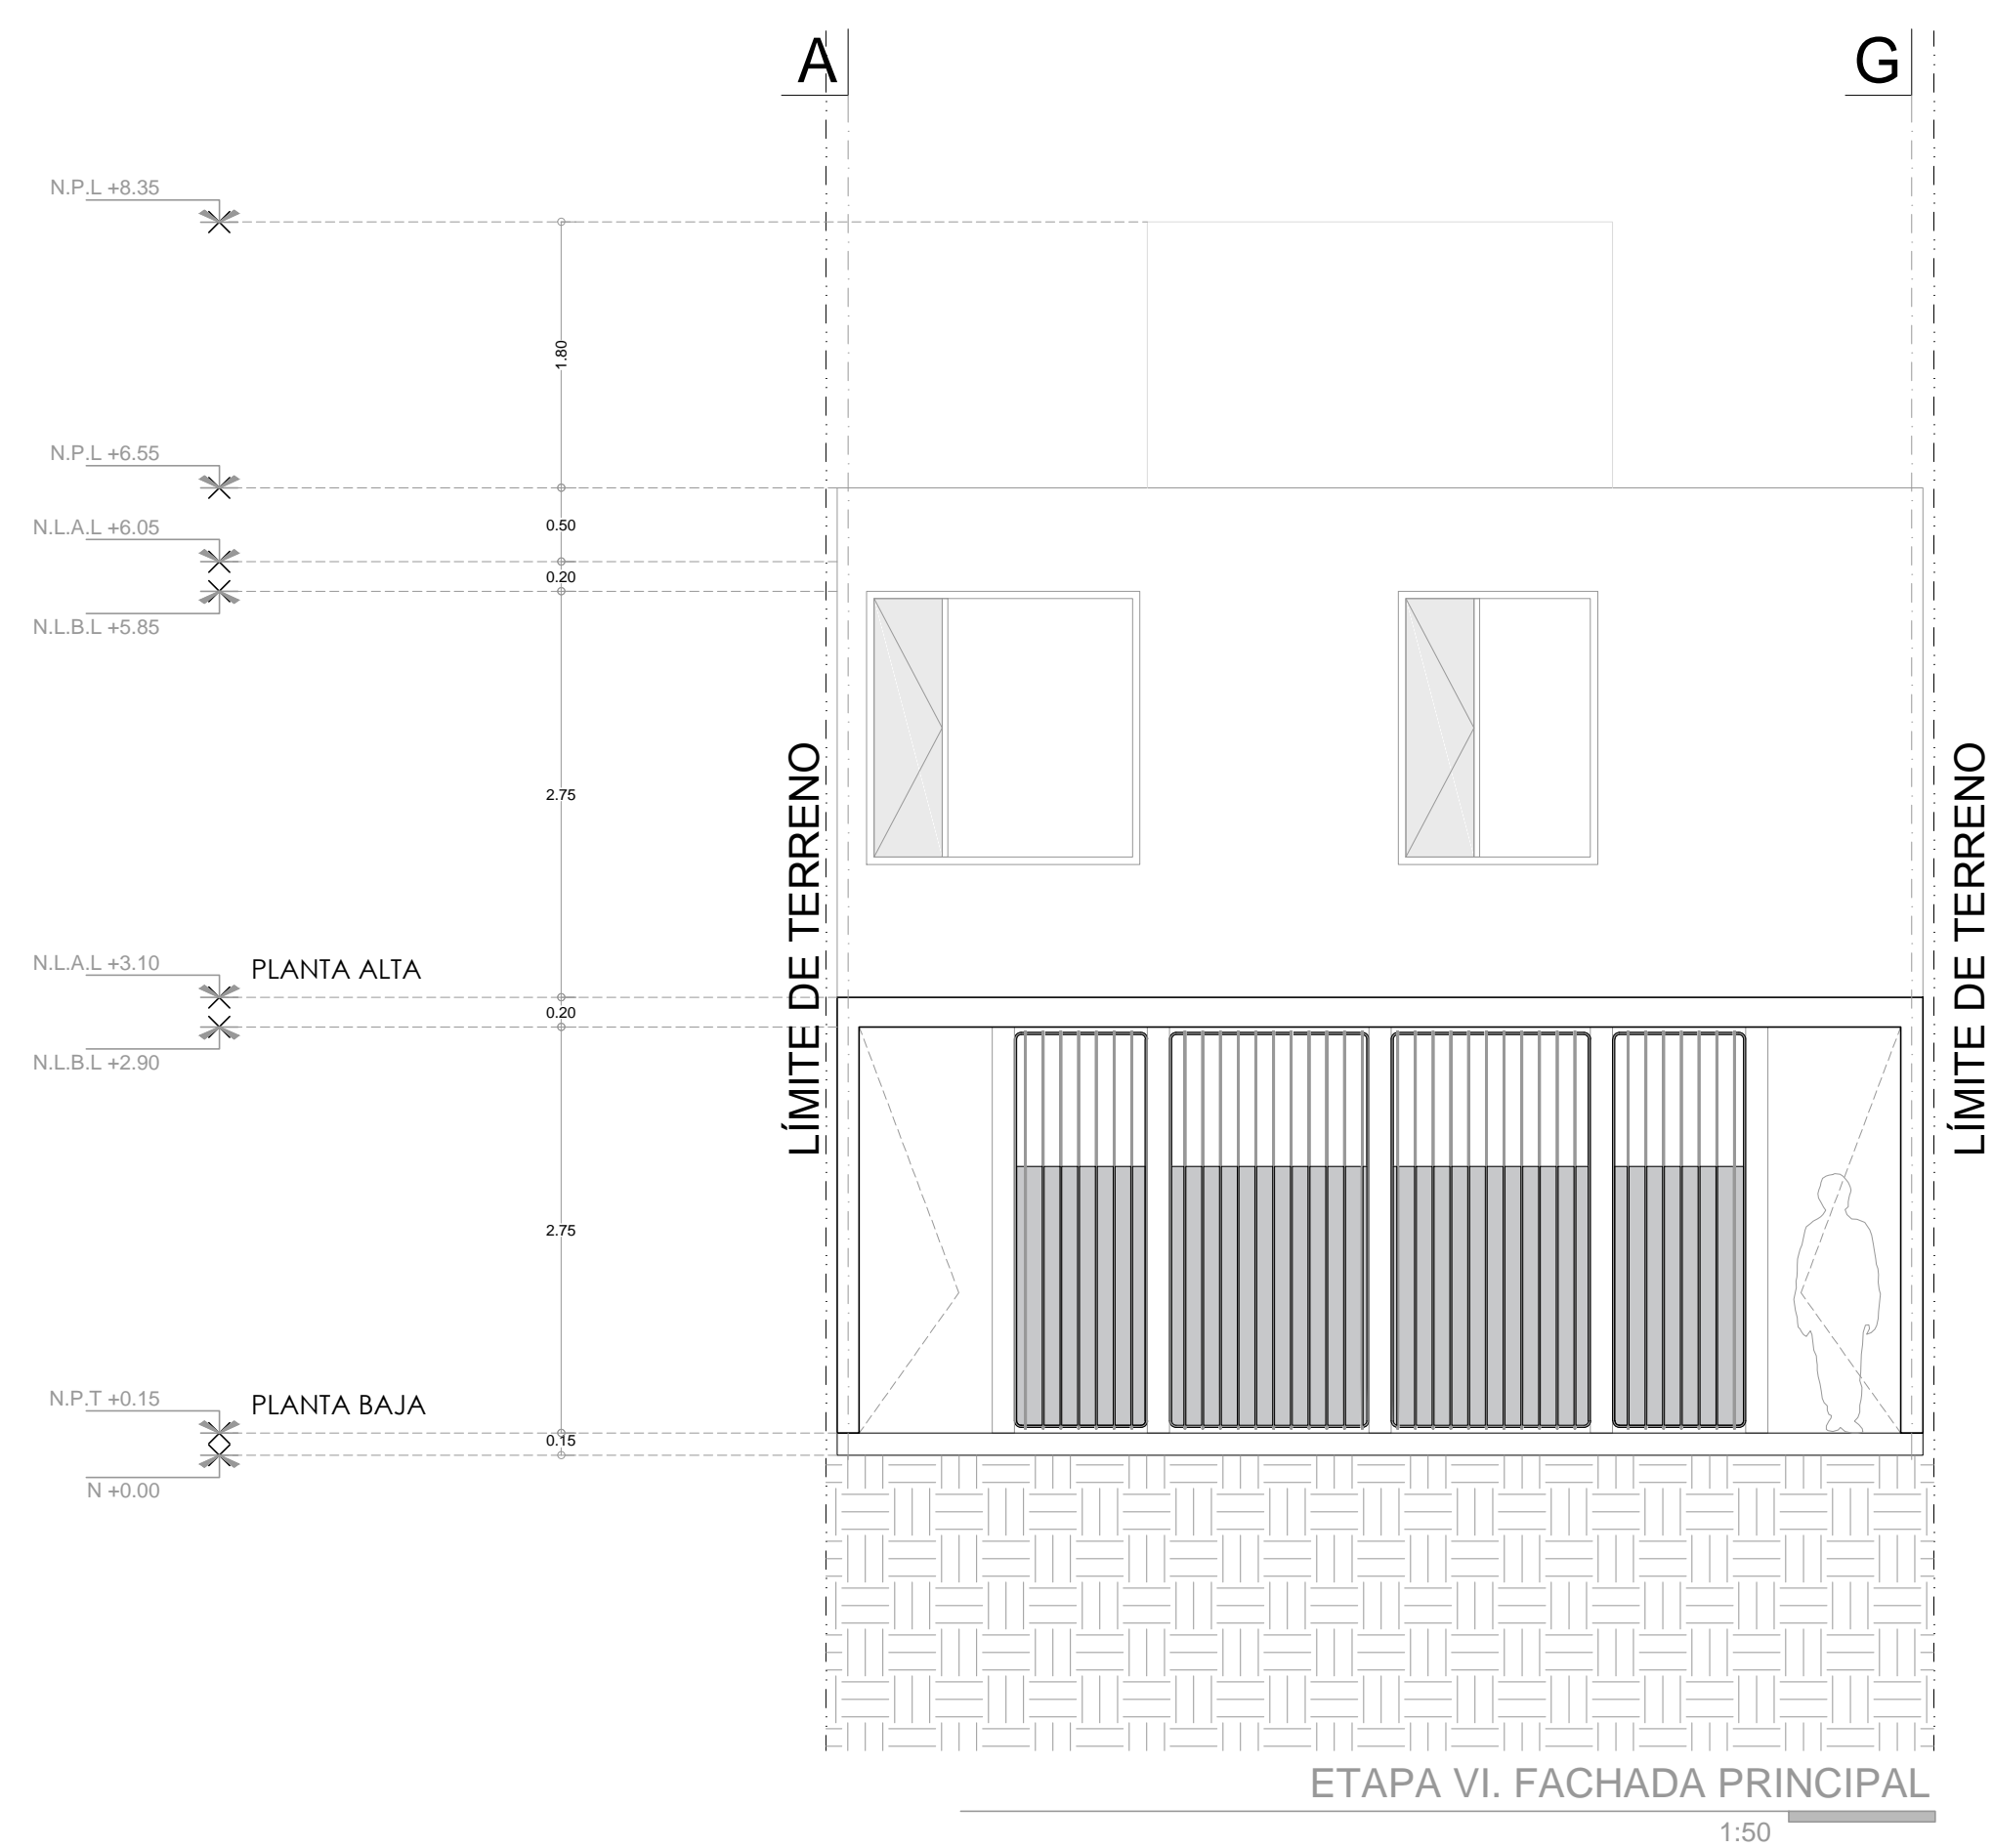 A
G
N.P.L +8.35
1.80
N.P.L +6.55
0.50
N.L.A.L +6.05
0.20
N.L.B.L +5.85
2.75
LÍMITE DE TERRENO
LÍMITE DE TERRENO
N.L.A.L +3.10
PLANTA ALTA
0.20
N.L.B.L +2.90
2.75
N.P.T +0.15
PLANTA BAJA
0.15
N +0.00
ETAPA VI. FACHADA PRINCIPAL
1:50